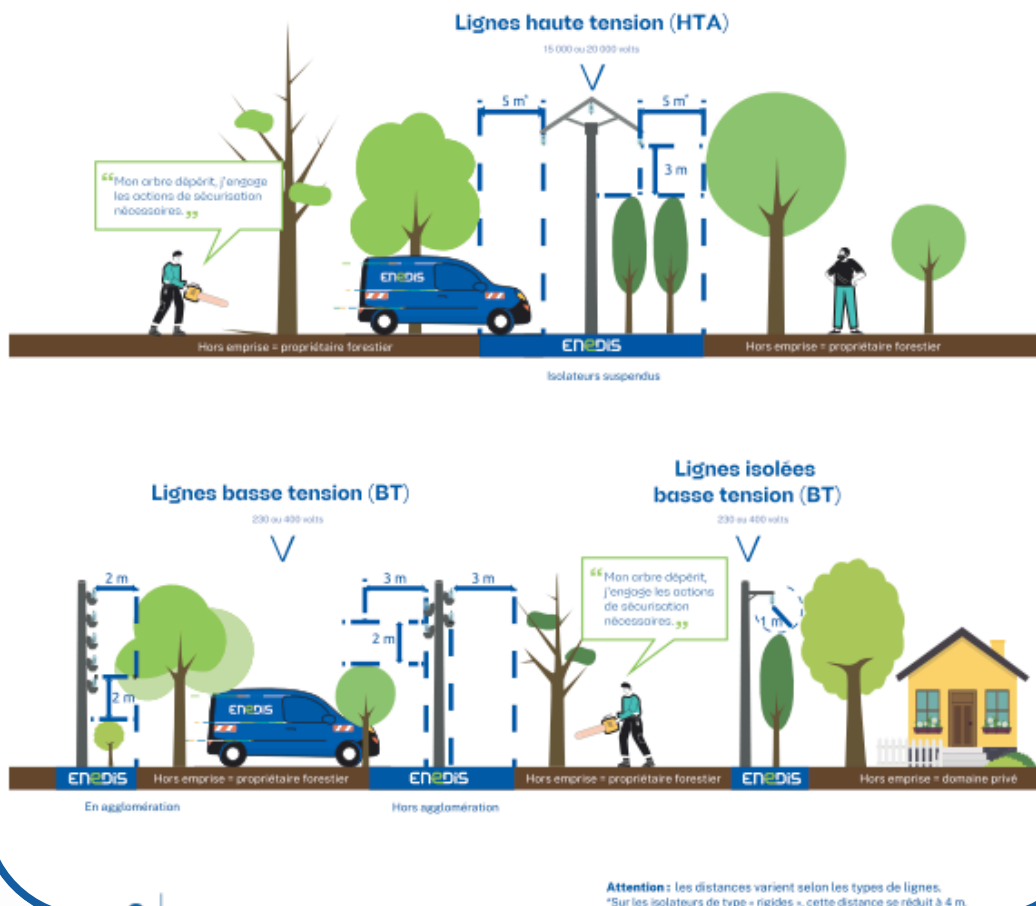 Lignes haute tension (HTA)
15 000 ou 20 000 volts
5 m*
5 m*
3 m
“Mon arbre dépérit, j'engage
les actions de sécurisation
nécessaires.”
ENEDIS
Hors emprise = propriétaire forestier
ENEDIS
Hors emprise = propriétaire forestier
Isolateurs suspendus
Lignes basse tension (BT)
230 ou 400 volts
Lignes isolées
basse tension (BT)
230 ou 400 volts
2 m
2 m
3 m
3 m
2 m
“Mon arbre dépérit,
j'engage les actions
de sécurisation
nécessaires.”
1 m
ENEDIS
ENEDIS
Hors emprise = propriétaire forestier
ENEDIS
Hors emprise = propriétaire forestier
ENEDIS
Hors emprise = domaine privé
En agglomération
Hors agglomération
Attention : les distances varient selon les types de lignes.
*Sur les isolateurs de type « rigides », cette distance se réduit à 4 m.